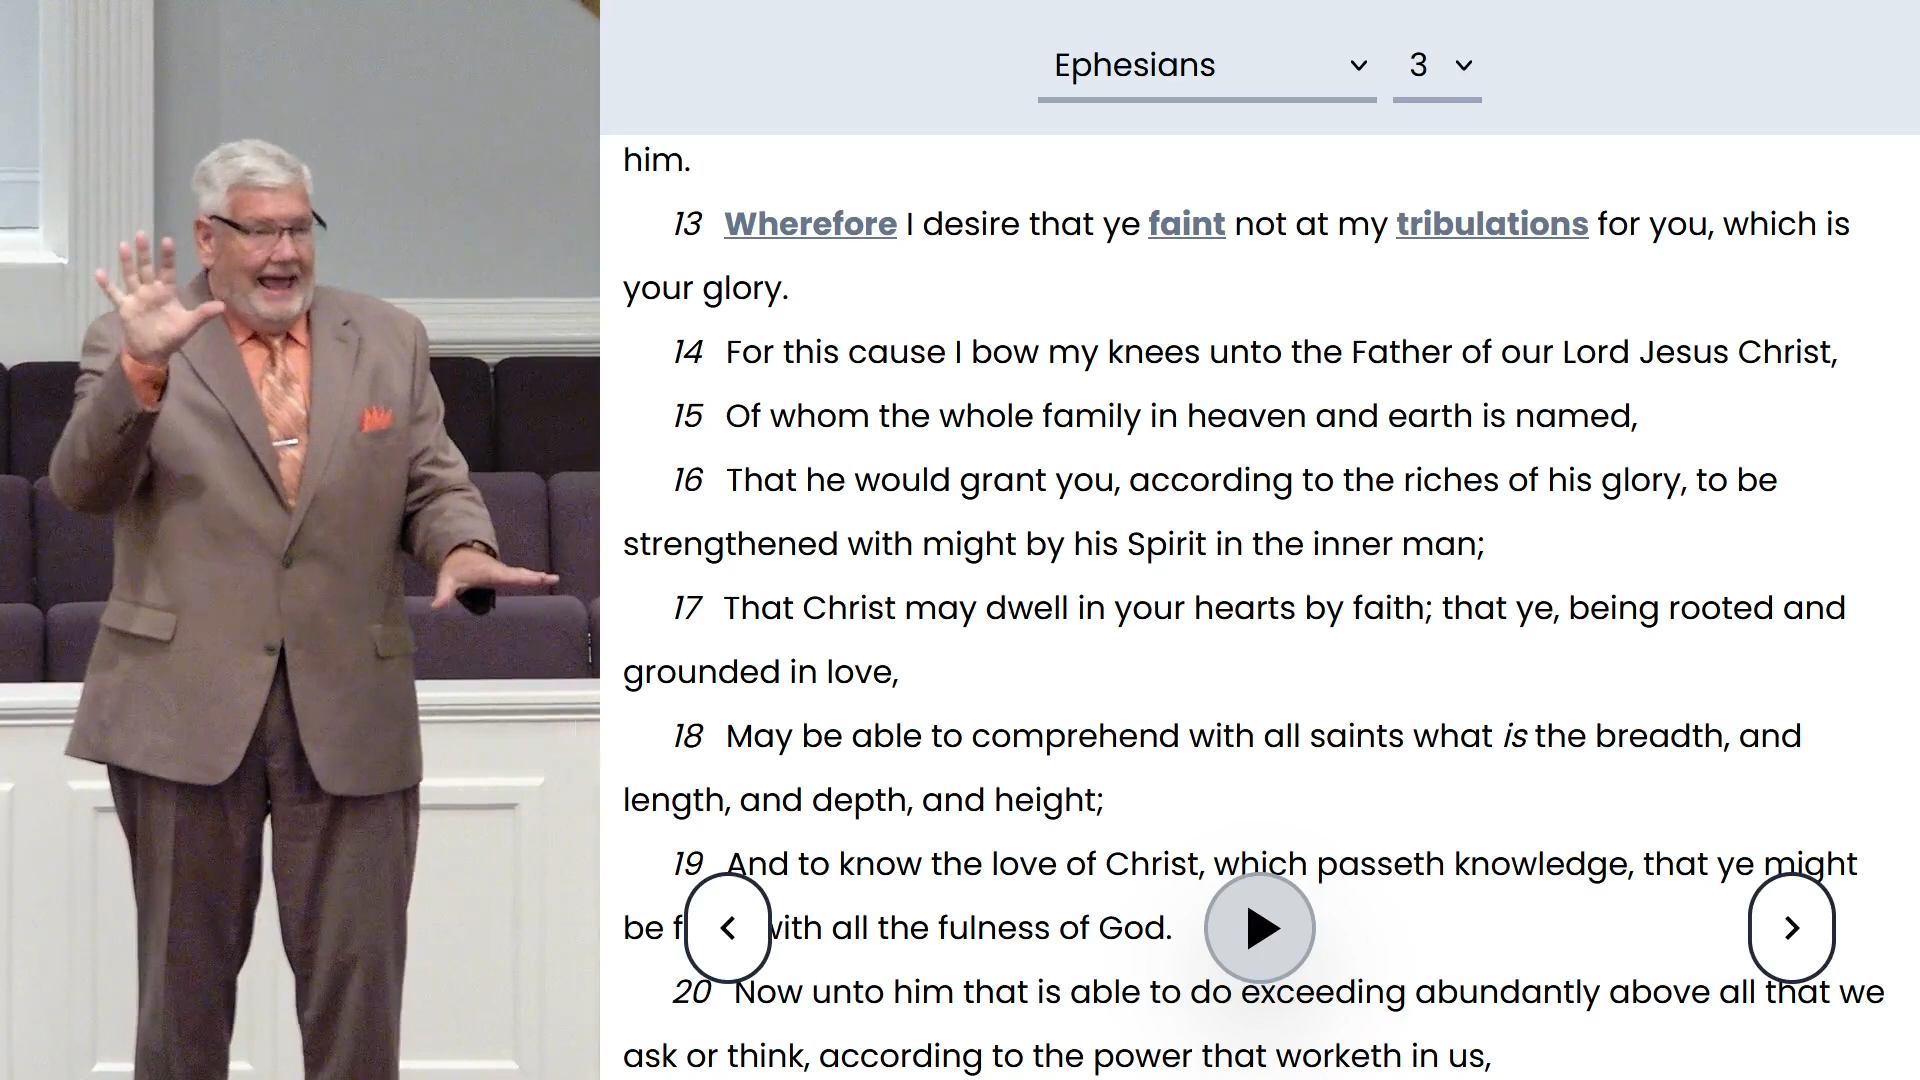 Ephesians 3
him.
13 Wherefore I desire that ye faint not at my tribulations for you, which is
your glory.
14 For this cause I bow my knees unto the Father of our Lord Jesus Christ,
15 Of whom the whole family in heaven and earth is named,
16 That he would grant you, according to the riches of his glory, to be
strengthened with might by his Spirit in the inner man;
17 That Christ may dwell in your hearts by faith; that ye, being rooted and
grounded in love,
18 May be able to comprehend with all saints what is the breadth, and
length, and depth, and height;
19 And to know the love of Christ, which passeth knowledge, that ye might
be with all the fulness of God.
20 Now unto him that is able to do exceeding abundantly above all that we
ask or think, according to the power that worketh in us,